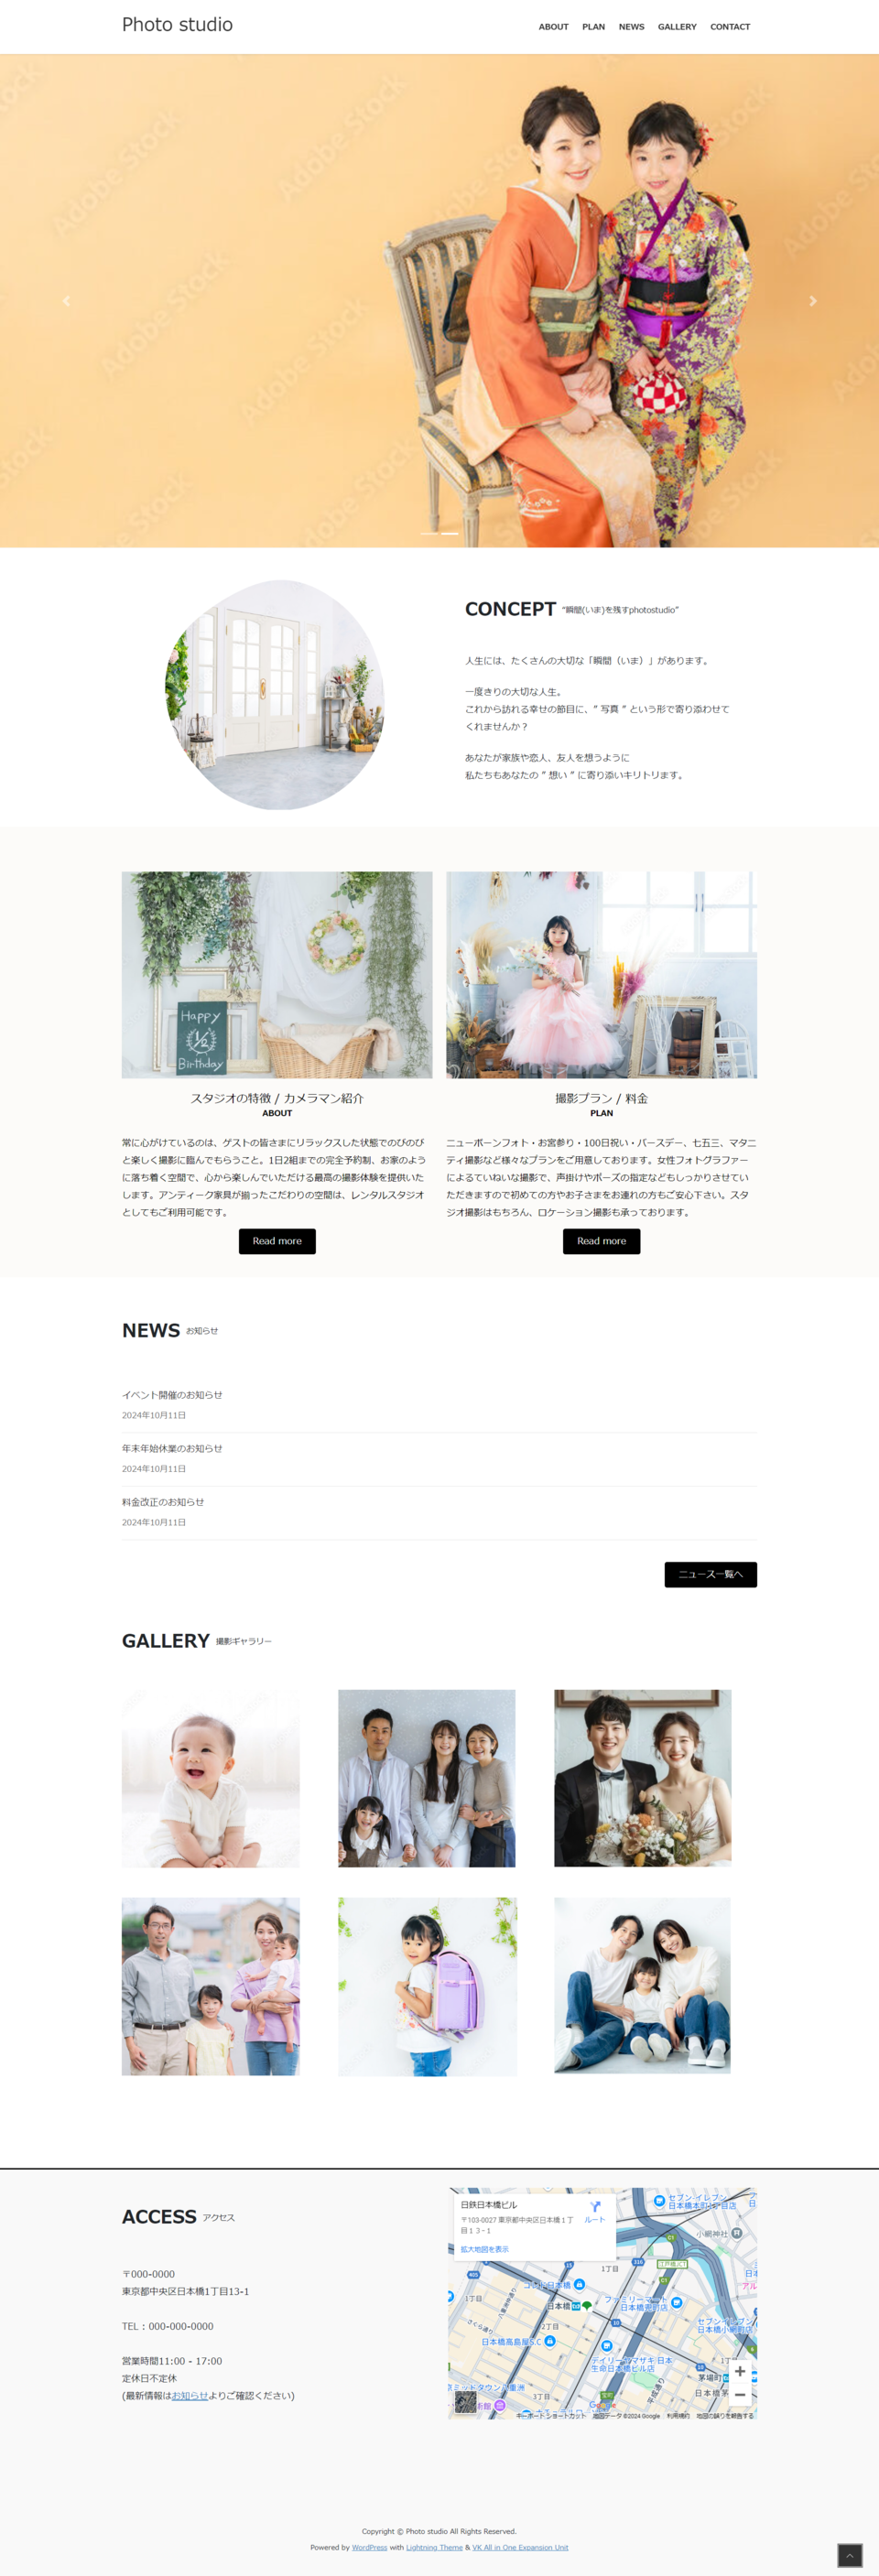 Photo studio
ABOUT PLAN NEWS GALLERY CONTACT
Adobe Stock
CONCEPT “瞬間(いま)を残すphotostudio”
人生には、たくさんの大切な「瞬間（いま）」があります。
一度きりの大切な人生。
これから訪れる幸せの節目に、” 写真 ” という形で寄り添わせて
くれませんか？
あなたが家族や恋人、友人を想うように
私たちもあなたの ” 想い ” に寄り添いキリトリます。
Happy
1/2
Birthday
スタジオの特徴 / カメラマン紹介
ABOUT
常に心がけているのは、ゲストの皆さまにリラックスした状態でのびのび
と楽しく撮影に臨んでもらうこと。1日2組までの完全予約制、お家のよう
に落ち着く空間で、心から楽しんでいただける最高の撮影体験を提供いた
します。アンティーク家具が揃ったこだわりの空間は、レンタルスタジオ
としてもご利用可能です。
Read more
撮影プラン / 料金
PLAN
ニューボーンフォト・お宮参り・100日祝い・バースデー、七五三、マタニ
ティ撮影など様々なプランをご用意しております。女性フォトグラファー
によるていねいな撮影で、声掛けやポーズの指定などもしっかりさせてい
ただきますので初めての方やお子さまをお連れの方もご安心下さい。スタ
ジオ撮影はもちろん、ロケーション撮影も承っております。
Read more
NEWS お知らせ
イベント開催のお知らせ
2024年10月11日
年末年始休業のお知らせ
2024年10月11日
料金改正のお知らせ
2024年10月11日
ニュース一覧へ
GALLERY 撮影ギャラリー
ACCESS アクセス
〒000-0000
東京都中央区日本橋1丁目13-1
TEL：000-000-0000
営業時間11:00 - 17:00
定休日不定休
(最新情報はお知らせよりご確認ください)
日鉄日本橋ビル
〒103-0027 東京都中央区日本橋１丁
目１３−１
ルート
拡大地図を表示
セブン-イレブン
小網神社
1丁目
コレド日本橋
1丁目
日本橋
ファミリーマート
日本橋兜町店
さくら通り
2丁目
日本橋高島屋S.C.
セブン-イレブン
日本橋小網町店
デイリーヤマザキ 日本
生命日本橋ビル店
茅場町
平成通り
3丁目
Google
キーボード ショートカット 地図データ ©2024 Google 利用規約 地図の誤りを報告する
Copyright © Photo studio All Rights Reserved.
Powered by WordPress with Lightning Theme & VK All in One Expansion Unit